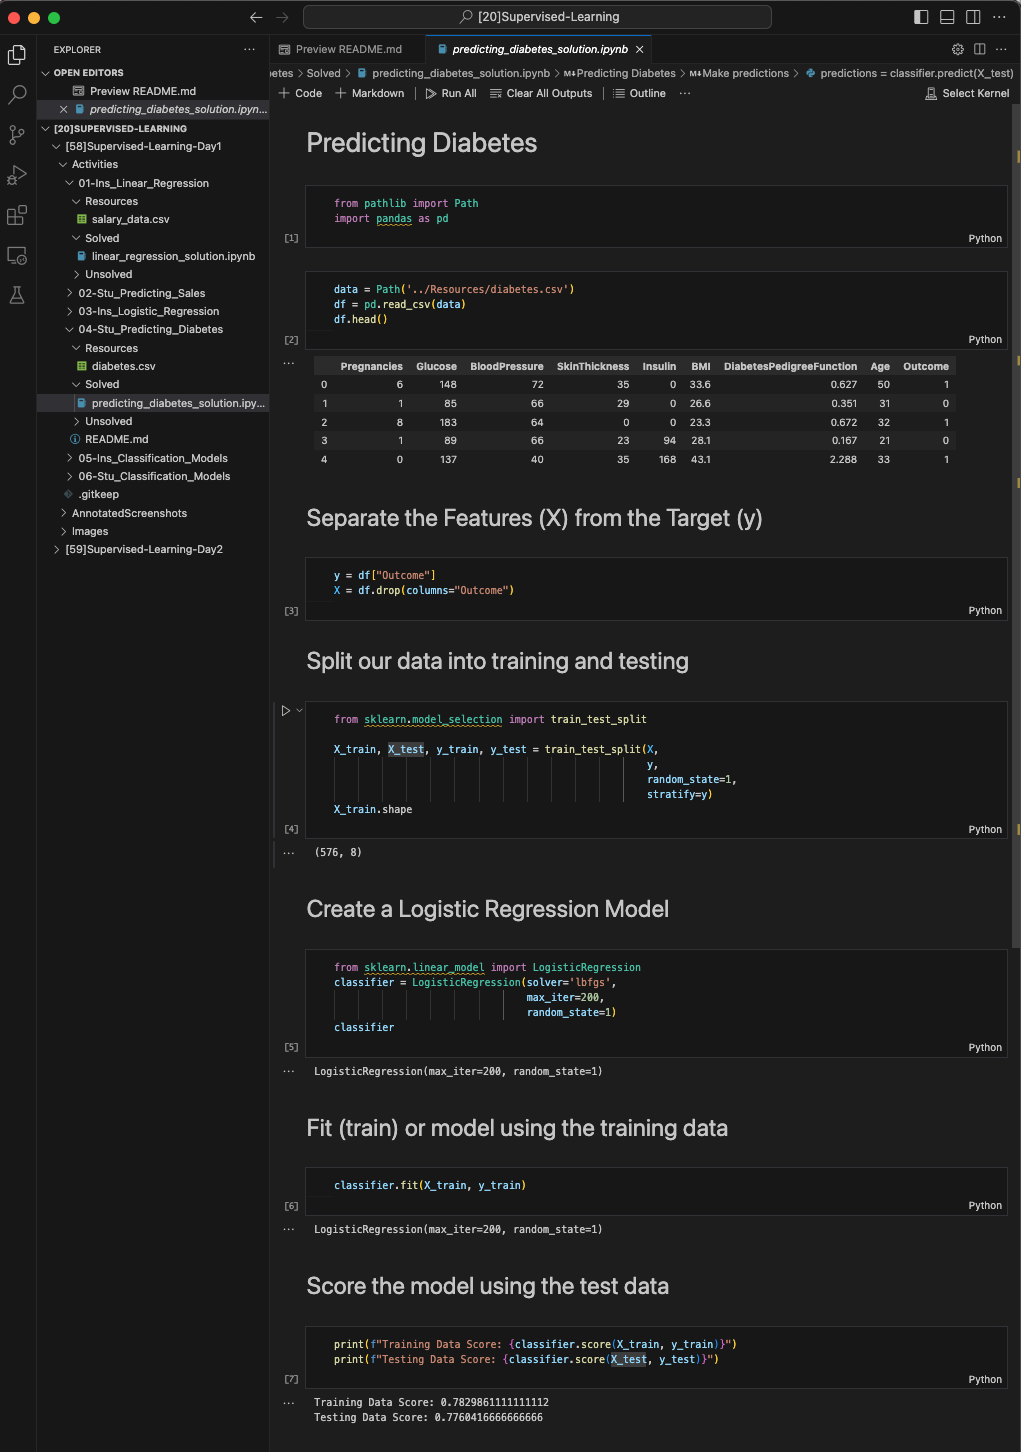 [20]Supervised-Learning
EXPLORER
OPEN EDITORS
Preview README.md
predicting_diabetes_solution.ipyn...
[20]SUPERVISED-LEARNING
[58]Supervised-Learning-Day1
Activities
01-Ins_Linear_Regression
Resources
salary_data.csv
Solved
linear_regression_solution.ipynb
Unsolved
02-Stu_Predicting_Sales
03-Ins_Logistic_Regression
04-Stu_Predicting_Diabetes
Resources
diabetes.csv
Solved
predicting_diabetes_solution.ipy...
Unsolved
README.md
05-Ins_Classification_Models
06-Stu_Classification_Models
.gitkeep
AnnotatedScreenshots
Images
[59]Supervised-Learning-Day2
Preview README.md predicting_diabetes_solution.ipynb
betes > Solved > predicting_diabetes_solution.ipynb > M↓Predicting Diabetes > M↓Make predictions > predictions = classifier.predict(X_test)
+ Code + Markdown | Run All Clear All Outputs | Outline ... Select Kernel
Predicting Diabetes
from pathlib import Path
import pandas as pd
[1] Python
data = Path('../Resources/diabetes.csv')
df = pd.read_csv(data)
df.head()
[2] Python
Pregnancies Glucose BloodPressure SkinThickness Insulin BMI DiabetesPedigreeFunction Age Outcome
0 6 148 72 35 0 33.6 0.627 50 1
1 1 85 66 29 0 26.6 0.351 31 0
2 8 183 64 0 0 23.3 0.672 32 1
3 1 89 66 23 94 28.1 0.167 21 0
4 0 137 40 35 168 43.1 2.288 33 1
Separate the Features (X) from the Target (y)
y = df["Outcome"]
X = df.drop(columns="Outcome")
[3] Python
Split our data into training and testing
from sklearn.model_selection import train_test_split
X_train, X_test, y_train, y_test = train_test_split(X,
y,
random_state=1,
stratify=y)
X_train.shape
[4] Python
(576, 8)
Create a Logistic Regression Model
from sklearn.linear_model import LogisticRegression
classifier = LogisticRegression(solver='lbfgs',
max_iter=200,
random_state=1)
classifier
[5] Python
LogisticRegression(max_iter=200, random_state=1)
Fit (train) or model using the training data
classifier.fit(X_train, y_train)
[6] Python
LogisticRegression(max_iter=200, random_state=1)
Score the model using the test data
print(f"Training Data Score: {classifier.score(X_train, y_train)}")
print(f"Testing Data Score: {classifier.score(X_test, y_test)}")
[7] Python
Training Data Score: 0.7829861111111112
Testing Data Score: 0.7760416666666666